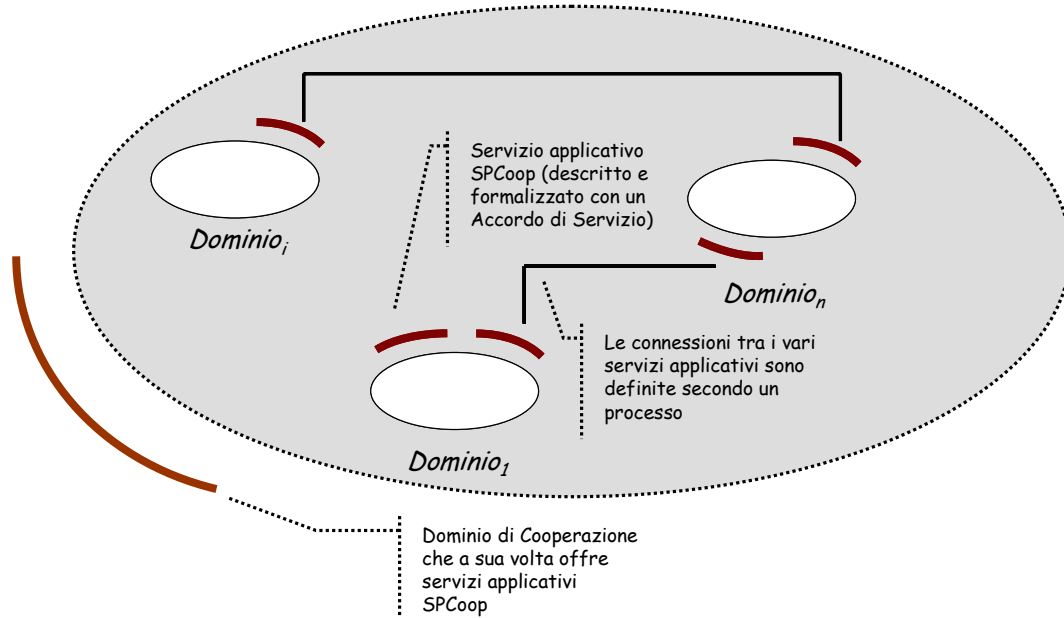 Servizio applicativo
SPCoop (descritto e
formalizzato con un
Accordo di Servizio)
Dominioi
Dominion
Le connessioni tra i vari
servizi applicativi sono
definite secondo un
processo
Dominio1
Dominio di Cooperazione
che a sua volta offre
servizi applicativi
SPCoop